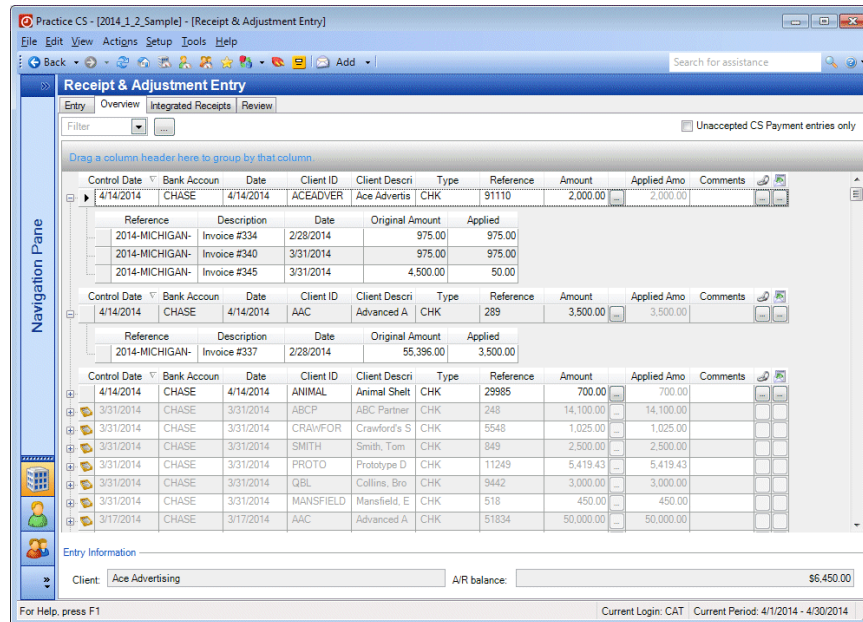 Practice CS - [2014_1_2_Sample] - [Receipt & Adjustment Entry]
File Edit View Actions Setup Tools Help
Back Add Search for assistance
Receipt & Adjustment Entry
Entry Overview Integrated Receipts Review
Filter ... Unaccepted CS Payment entries only
Drag a column header here to group by that column.
Control Date Bank Accoun Date Client ID Client Descri Type Reference Amount Applied Amo Comments
4/14/2014 CHASE 4/14/2014 ACEADVER Ace Advertis CHK 91110 2,000.00 ... 2,000.00 ... ...
Reference Description Date Original Amount Applied
2014-MICHIGAN- Invoice #334 2/28/2014 975.00 975.00
2014-MICHIGAN- Invoice #340 3/31/2014 975.00 975.00
2014-MICHIGAN- Invoice #345 3/31/2014 4,500.00 50.00
Control Date Bank Accoun Date Client ID Client Descri Type Reference Amount Applied Amo Comments
4/14/2014 CHASE 4/14/2014 AAC Advanced A CHK 289 3,500.00 ... 3,500.00 ... ...
Reference Description Date Original Amount Applied
2014-MICHIGAN- Invoice #337 2/28/2014 55,396.00 3,500.00
Control Date Bank Accoun Date Client ID Client Descri Type Reference Amount Applied Amo Comments
4/14/2014 CHASE 4/14/2014 ANIMAL Animal Shelt CHK 29985 700.00 ... 700.00 ... ...
3/31/2014 CHASE 3/31/2014 ABCP ABC Partner CHK 248 14,100.00 ... 14,100.00
3/31/2014 CHASE 3/31/2014 CRAWFOR Crawford's S CHK 5548 1,025.00 ... 1,025.00
3/31/2014 CHASE 3/31/2014 SMITH Smith, Tom CHK 849 2,500.00 ... 2,500.00
3/31/2014 CHASE 3/31/2014 PROTO Prototype D CHK 11249 5,419.43 ... 5,419.43
3/31/2014 CHASE 3/31/2014 QBL Collins, Bro CHK 9442 3,000.00 ... 3,000.00
3/31/2014 CHASE 3/31/2014 MANSFIELD Mansfield, E CHK 518 450.00 ... 450.00
3/17/2014 CHASE 3/17/2014 AAC Advanced A CHK 51834 50,000.00 ... 50,000.00
Navigation Pane
Entry Information
Client: Ace Advertising A/R balance: $6,450.00
For Help, press F1 Current Login: CAT Current Period: 4/1/2014 - 4/30/2014